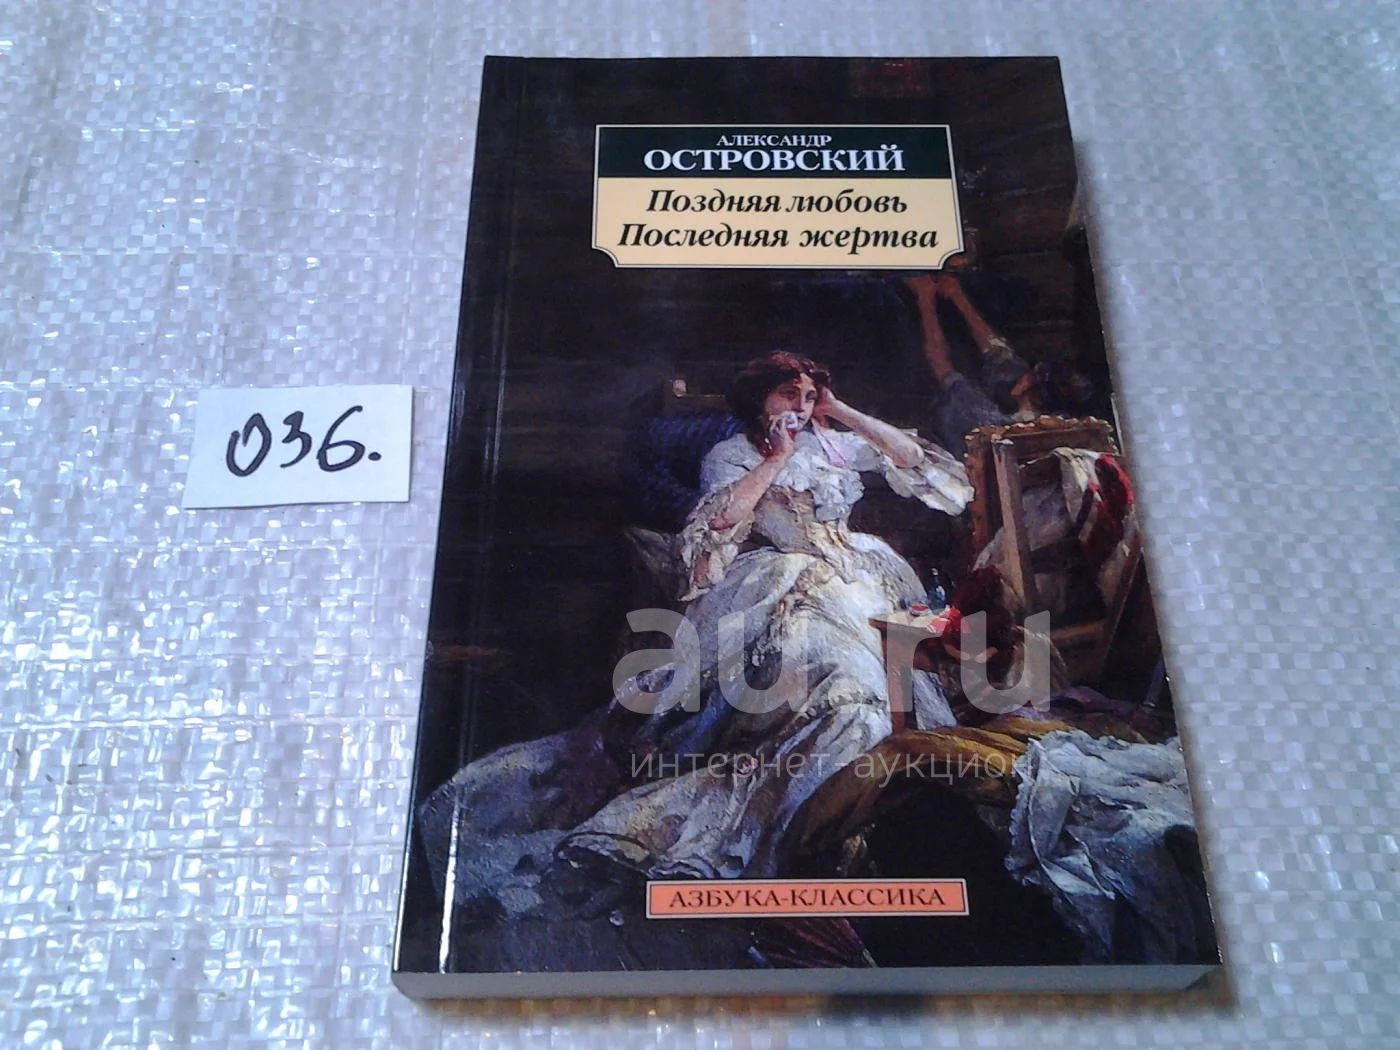 АЛЕКСАНДР
ОСТРОВСКИЙ
Поздняя любовь
Последняя жертва
036.
au.ru
интернет-аукцион
АЗБУКА-КЛАССИКА